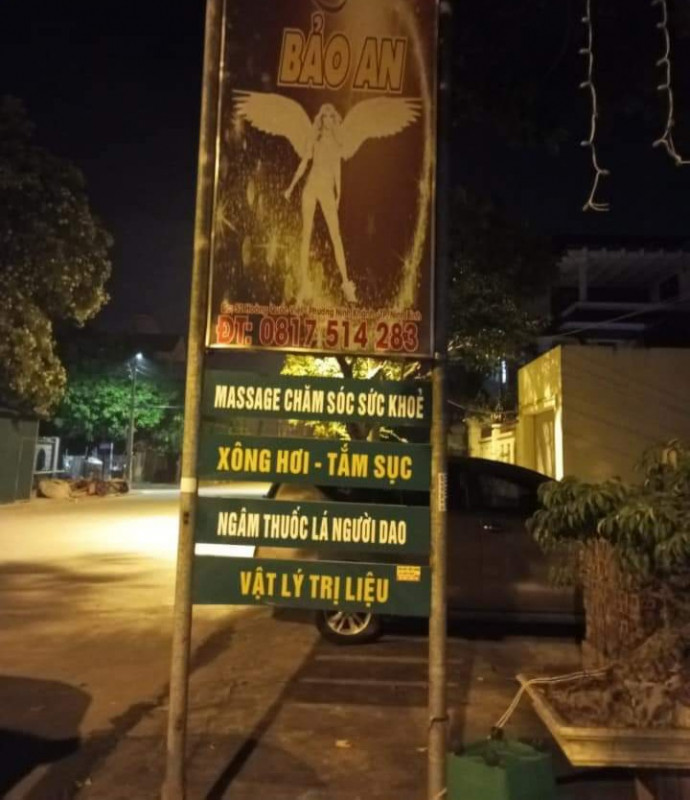 BẢO AN
ĐT: 0817 514 283
MASSAGE CHĂM SÓC SỨC KHOẺ
XÔNG HƠI - TẮM SỤC
NGÂM THUỐC LÁ NGƯỜI DAO
VẬT LÝ TRỊ LIỆU